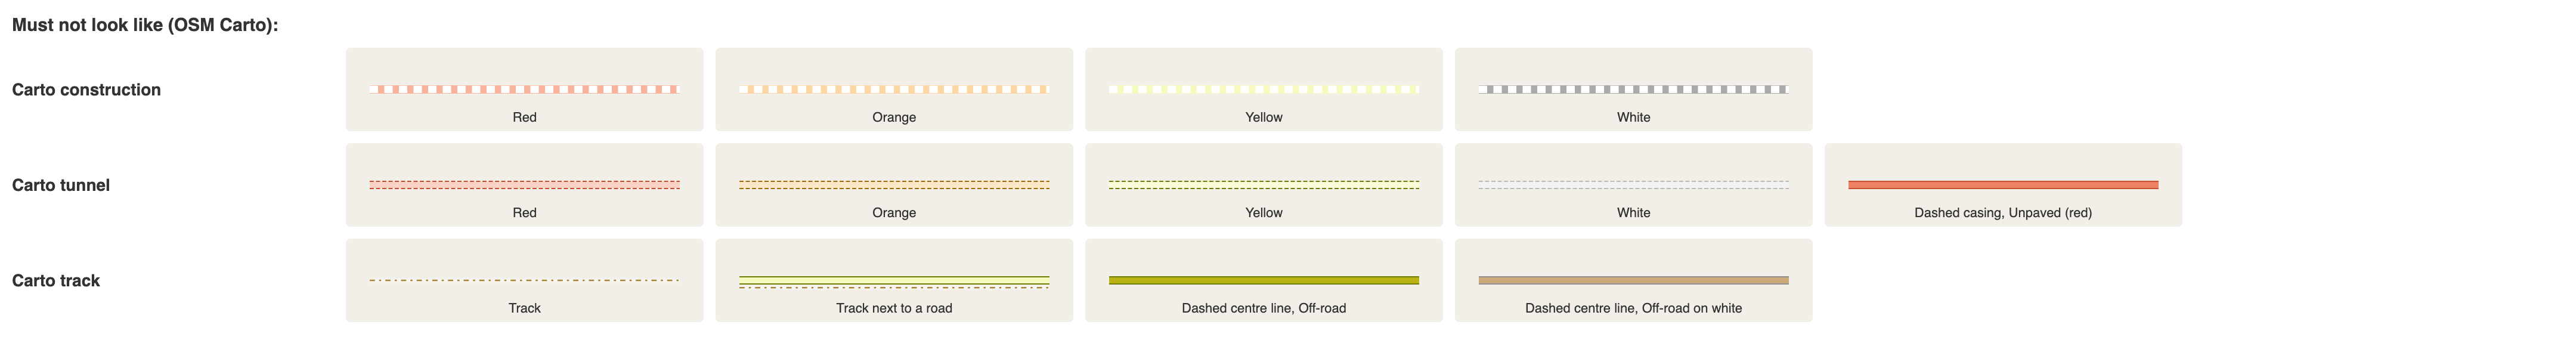 Must not look like (OSM Carto):
Carto construction
Red
Orange
Yellow
White
Carto tunnel
Red
Orange
Yellow
White
Dashed casing, Unpaved (red)
Carto track
Track
Track next to a road
Dashed centre line, Off-road
Dashed centre line, Off-road on white